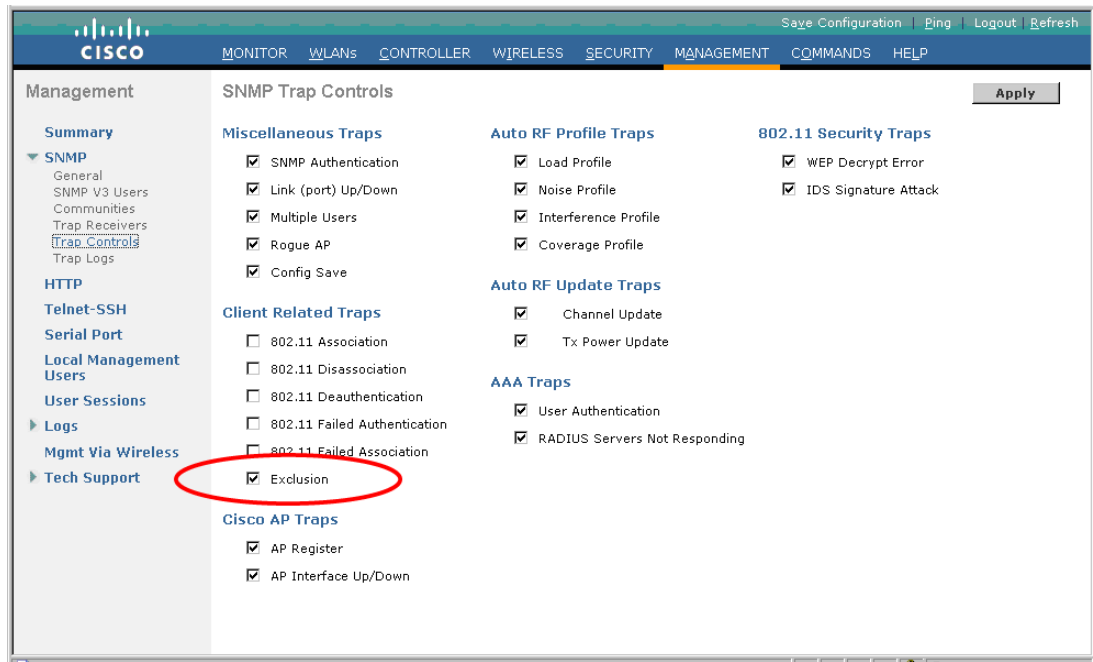 Save Configuration | Ping | Logout | Refresh
CISCO
MONITOR WLANs CONTROLLER WIRELESS SECURITY MANAGEMENT COMMANDS HELP
Management
Summary
SNMP
General
SNMP V3 Users
Communities
Trap Receivers
Trap Controls
Trap Logs
HTTP
Telnet-SSH
Serial Port
Local Management
Users
User Sessions
Logs
Mgmt Via Wireless
Tech Support
SNMP Trap Controls
Apply
Miscellaneous Traps
SNMP Authentication
Link (port) Up/Down
Multiple Users
Rogue AP
Config Save
Client Related Traps
802.11 Association
802.11 Disassociation
802.11 Deauthentication
802.11 Failed Authentication
802.11 Failed Association
Exclusion
Cisco AP Traps
AP Register
AP Interface Up/Down
Auto RF Profile Traps
Load Profile
Noise Profile
Interference Profile
Coverage Profile
Auto RF Update Traps
Channel Update
Tx Power Update
AAA Traps
User Authentication
RADIUS Servers Not Responding
802.11 Security Traps
WEP Decrypt Error
IDS Signature Attack